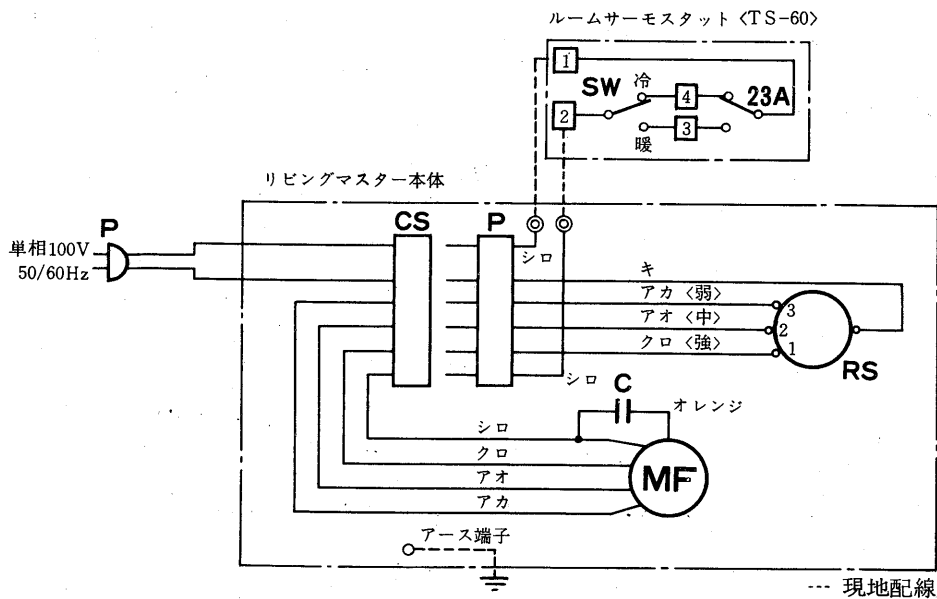 ルームサーモスタット〈TS-60〉
1
SW
冷
4
23A
2
3
暖
リビングマスター本体
P
CS
P
単相100V
50/60Hz
シロ
キ
アカ〈弱〉
3
アオ〈中〉
2
クロ〈強〉
1
RS
シロ
C
オレンジ
シロ
クロ
MF
アオ
アカ
アース端子
--- 現地配線